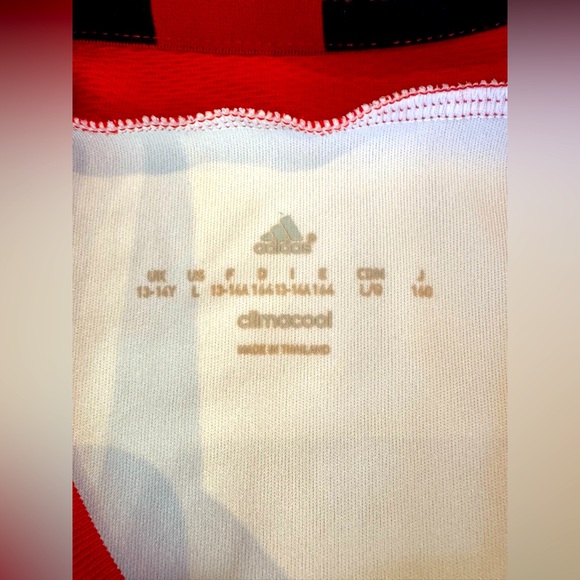 adidas®
UK US F D I E CDN J
13-14Y L 13-14A 164 13-14A 164 L/G 160
climacool
MADE IN THAILAND